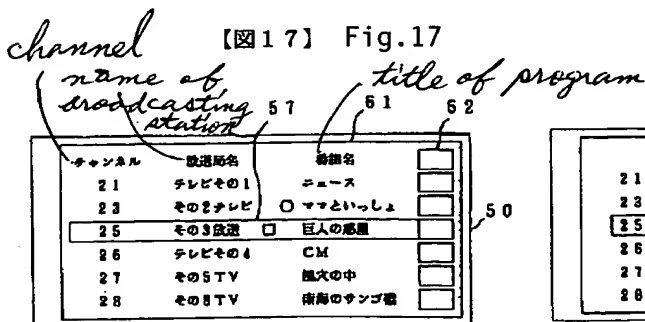 【図17】 Fig.17
channel
name of broadcasting station
title of program
57
61
62
チャンネル 放送局名 番組名
21 テレビその1 ニュース
23 その2テレビ ○ ママといっしょ
25 その3放送 □ 巨人の惑星
26 テレビその4 CM
27 その5TV 風穴の中
28 その8TV 南海のサンゴ礁
50
21
23
25
26
27
28